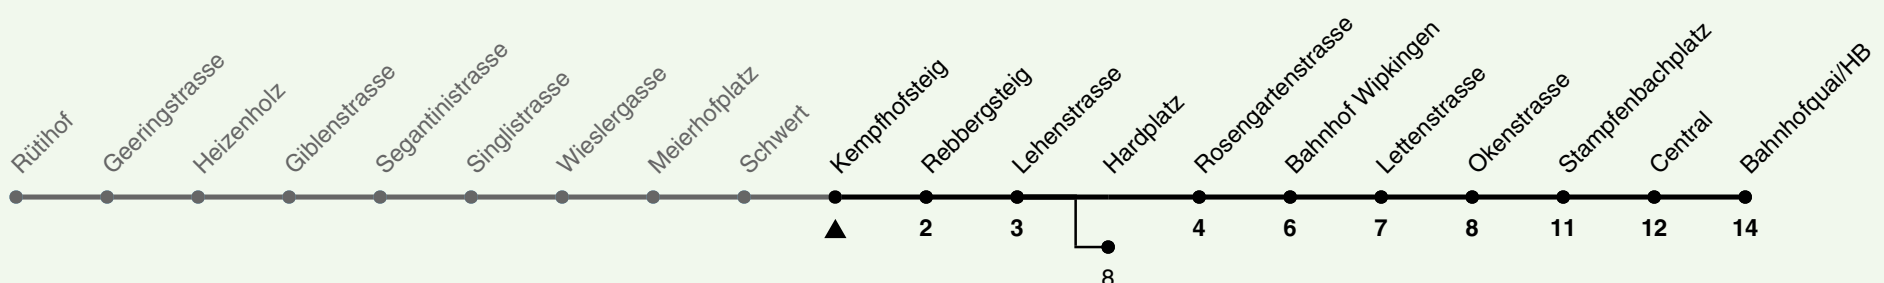 Rütihof
Geeringstrasse
Heizenholz
Giblenstrasse
Segantinistrasse
Singlistrasse
Wieslergasse
Meierhofplatz
Schwert
Kempfhofsteig
Rebbergsteig
Lehenstrasse
Hardplatz
Rosengartenstrasse
Bahnhof Wipkingen
Lettenstrasse
Okenstrasse
Stampfenbachplatz
Central
Bahnhofquai/HB
2 3 4 6 7 8 11 12 14
8